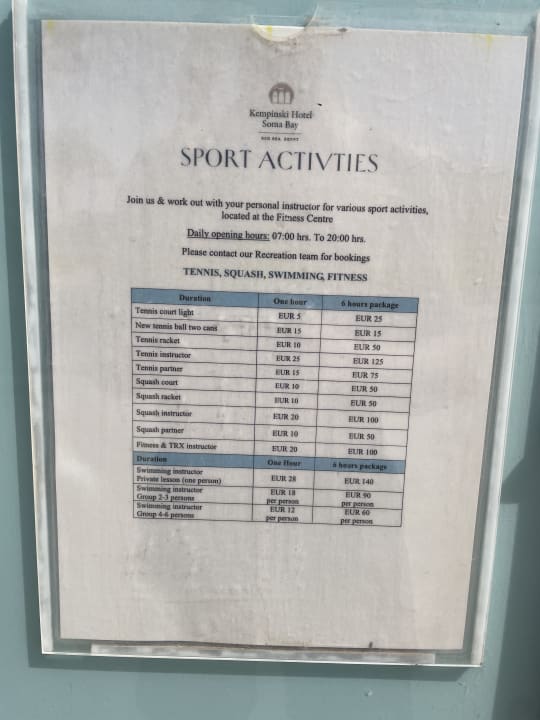 Kempinski Hotel
Soma Bay
RED SEA EGYPT
SPORT ACTIVTIES
Join us & work out with your personal instructor for various sport activities,
located at the Fitness Centre
Daily opening hours: 07:00 hrs. To 20:00 hrs.
Please contact our Recreation team for bookings
TENNIS, SQUASH, SWIMMING, FITNESS
Duration One hour 6 hours package
Tennis court light EUR 5 EUR 25
New tennis ball two cans EUR 15 EUR 15
Tennis racket EUR 10 EUR 50
Tennis instructor EUR 25 EUR 125
Tennis partner EUR 15 EUR 75
Squash court EUR 10 EUR 50
Squash racket EUR 10 EUR 50
Squash instructor EUR 20 EUR 100
Squash partner EUR 10 EUR 50
Fitness & TRX instructor EUR 20 EUR 100
Duration One Hour 6 hours package
Swimming instructor
Private lesson (one person) EUR 28 EUR 140
Swimming instructor EUR 18 EUR 90
Group 2-3 persons per person per person
Swimming instructor EUR 12 EUR 60
Group 4-6 persons per person per person